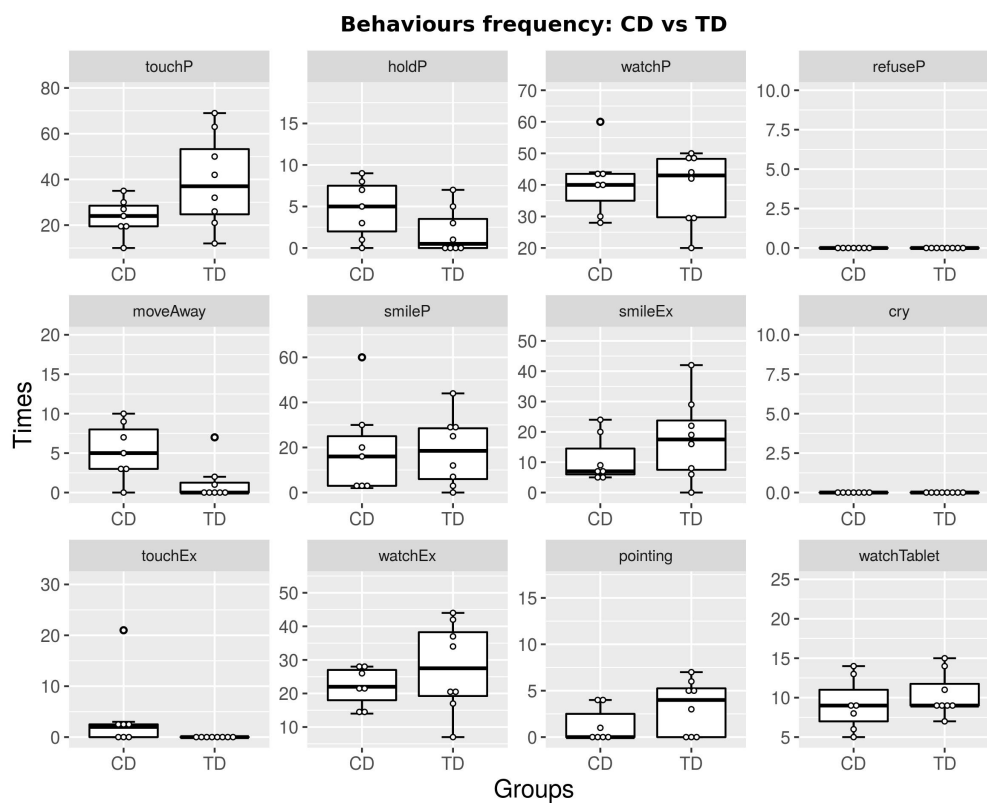 Behaviours frequency: CD vs TD
touchP
holdP
watchP
refuseP
80
60
40
20
15
10
5
0
70
60
50
40
30
20
10.0
7.5
5.0
2.5
0.0
CD TD
CD TD
CD TD
CD TD
moveAway
smileP
smileEx
cry
20
15
10
5
0
60
40
20
0
50
40
30
20
10
0
10.0
7.5
5.0
2.5
0.0
CD TD
CD TD
CD TD
CD TD
touchEx
watchEx
pointing
watchTablet
30
20
10
0
50
40
30
20
10
15
10
5
0
25
20
15
10
5
CD TD
CD TD
CD TD
CD TD
Times
Groups